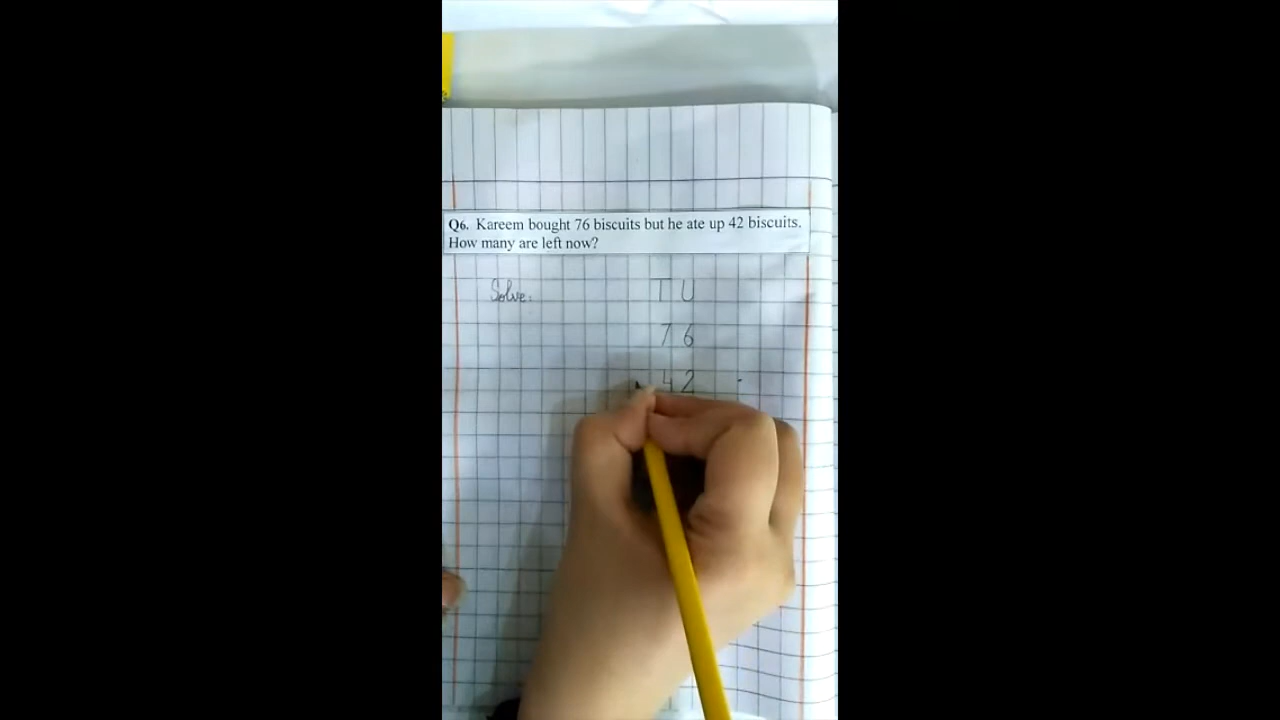 Q6. Kareem bought 76 biscuits but he ate up 42 biscuits.
How many are left now?
Solve:
T U
7 6
4 2